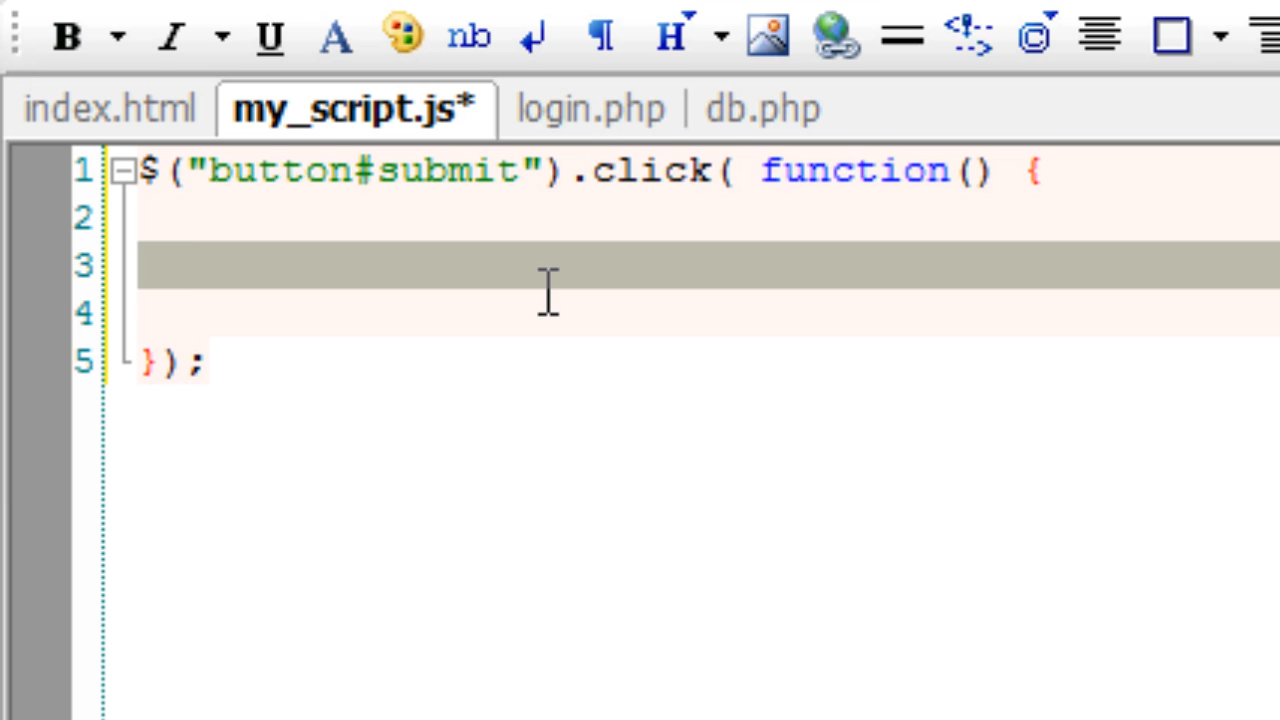 B I U A nb ¶ H ©
index.html my_script.js* login.php | db.php
1 $("button#submit").click( function() {
2
3
4
5 });